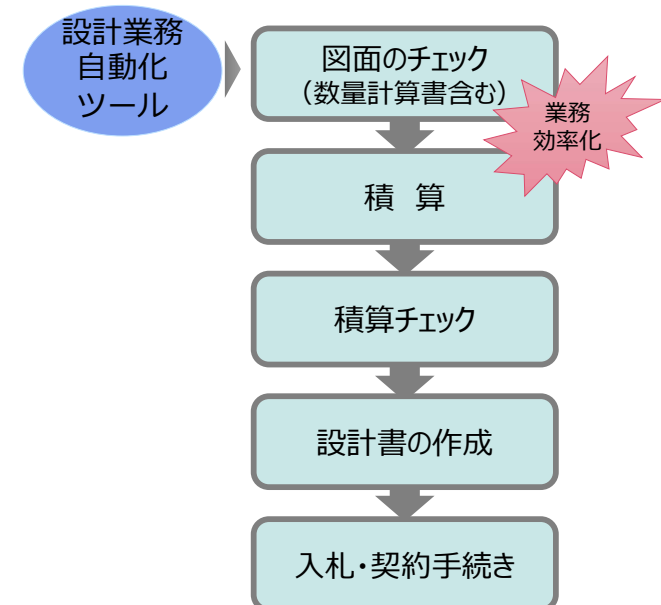 設計業務
自動化
ツール
図面のチェック
（数量計算書含む）
業務
効率化
積　算
積算チェック
設計書の作成
入札・契約手続き